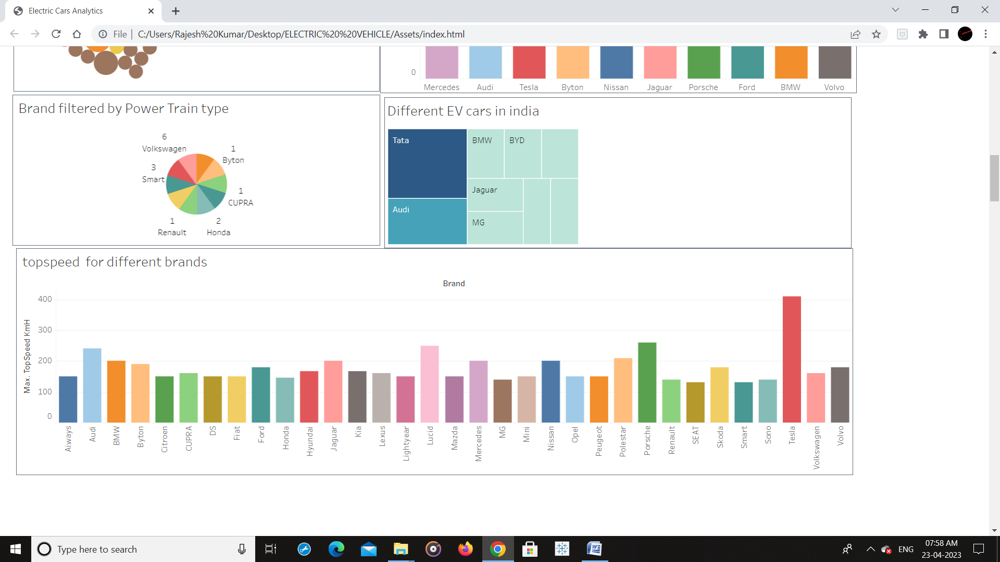 Electric Cars Analytics
File
C:/Users/Rajesh%20Kumar/Desktop/ELECTRIC%20%20VEHICLE/Assets/index.html
0
Mercedes Audi Tesla Byton Nissan Jaguar Porsche Ford BMW Volvo
Brand filtered by Power Train type
6
Volkswagen
1
Byton
3
Smart
1
CUPRA
1
Renault
2
Honda
Different EV cars in india
Tata
BMW
BYD
Jaguar
Audi
MG
topspeed for different brands
Brand
Max. TopSpeed KmH
400
300
200
100
0
Aiways Audi BMW Byton Citroen CUPRA DS Fiat Ford Honda Hyundai Jaguar Kia Lexus Lightyear Lucid Mazda Mercedes MG Mini Nissan Opel Peugeot Polestar Porsche Renault SEAT Skoda Smart Sono Tesla Volkswagen Volvo
Type here to search
ENG
07:58 AM
23-04-2023